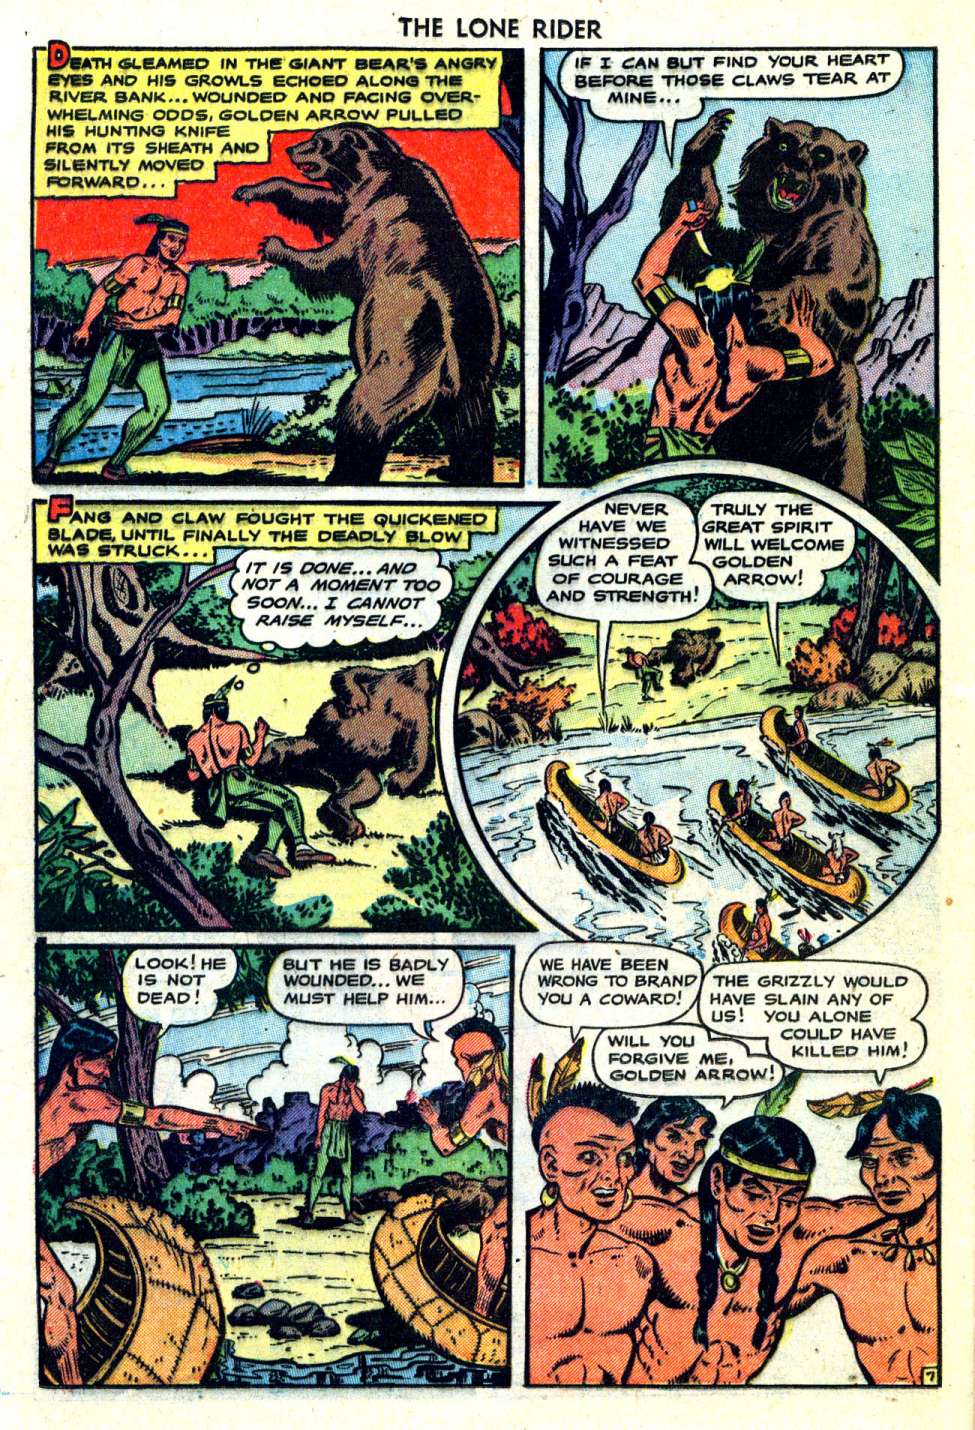 THE LONE RIDER
DEATH GLEAMED IN THE GIANT BEAR'S ANGRY
EYES AND HIS GROWLS ECHOED ALONG THE
RIVER BANK... WOUNDED AND FACING OVER-
WHELMING ODDS, GOLDEN ARROW PULLED
HIS HUNTING KNIFE
FROM ITS SHEATH AND
SILENTLY MOVED
FORWARD...
IF I CAN BUT FIND YOUR HEART
BEFORE THOSE CLAWS TEAR AT
MINE...
FANG AND CLAW FOUGHT THE QUICKENED
BLADE, UNTIL FINALLY THE DEADLY BLOW
WAS STRUCK...
IT IS DONE... AND
NOT A MOMENT TOO
SOON... I CANNOT
RAISE MYSELF...
NEVER
HAVE WE
WITNESSED
SUCH A FEAT
OF COURAGE
AND STRENGTH!
TRULY THE
GREAT SPIRIT
WILL WELCOME
GOLDEN
ARROW!
LOOK! HE
IS NOT
DEAD!
BUT HE IS BADLY
WOUNDED... WE
MUST HELP HIM...
WE HAVE BEEN
WRONG TO BRAND
YOU A COWARD!
WILL YOU
FORGIVE ME,
GOLDEN ARROW!
THE GRIZZLY WOULD
HAVE SLAIN ANY OF
US! YOU ALONE
COULD HAVE
KILLED HIM!
7